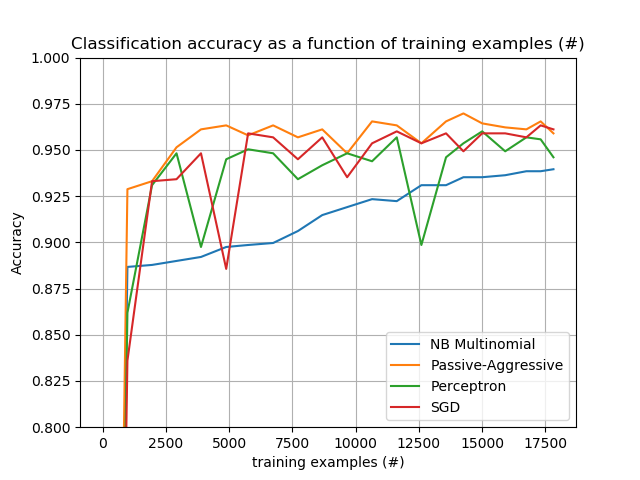 Classification accuracy as a function of training examples (#)
1.000
0.975
0.950
0.925
0.900
0.875
0.850
0.825
0.800
Accuracy
NB Multinomial
Passive-Aggressive
Perceptron
SGD
0 2500 5000 7500 10000 12500 15000 17500
training examples (#)